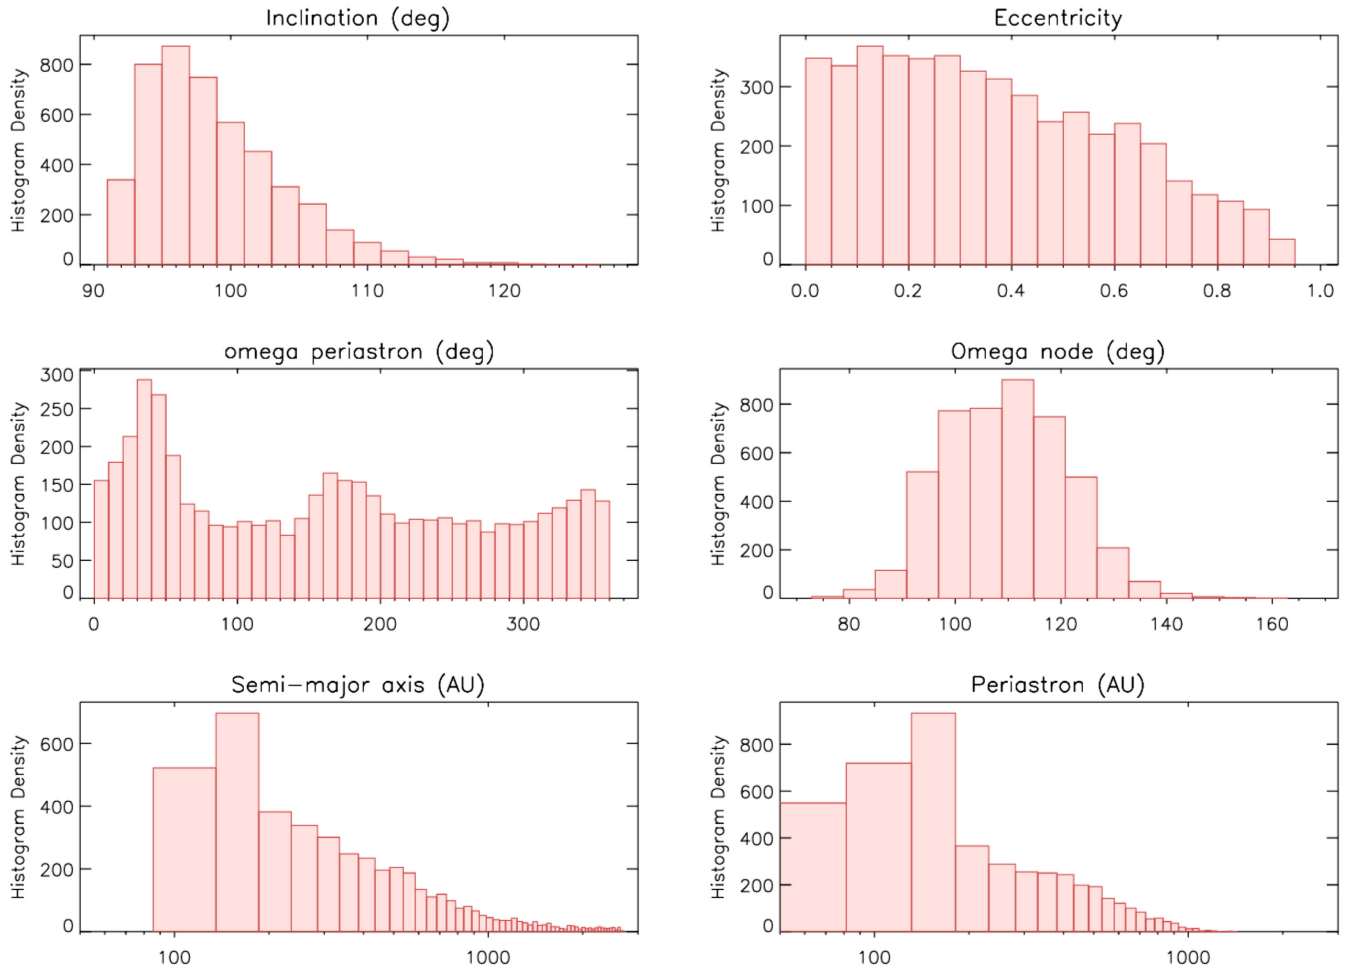 Inclination (deg)
Histogram Density
800
600
400
200
0
90 100 110 120
Eccentricity
Histogram Density
300
200
100
0
0.0 0.2 0.4 0.6 0.8 1.0
omega periastron (deg)
Histogram Density
300
250
200
150
100
50
0
0 100 200 300
Omega node (deg)
Histogram Density
800
600
400
200
0
80 100 120 140 160
Semi-major axis (AU)
Histogram Density
600
400
200
0
100 1000
Periastron (AU)
Histogram Density
800
600
400
200
0
100 1000